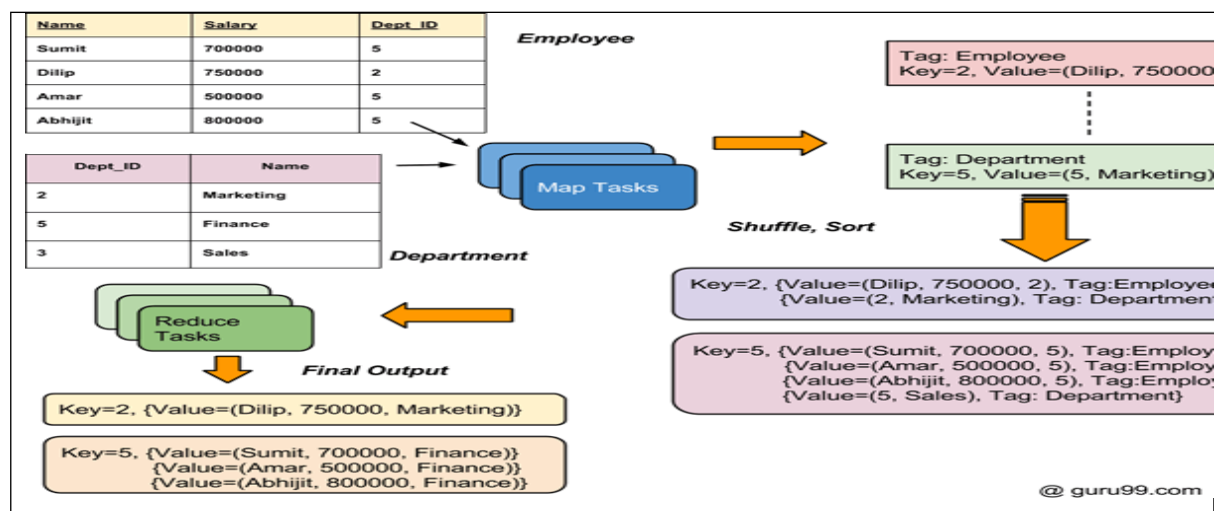 Name Salary Dept_ID
Sumit 700000 5
Dilip 750000 2
Amar 500000 5
Abhijit 800000 5
Employee
Dept_ID Name
2 Marketing
5 Finance
3 Sales
Department
Map Tasks
Tag: Employee
Key=2, Value=(Dilip, 750000
Tag: Department
Key=5, Value=(5, Marketing)
Shuffle, Sort
Key=2, {Value=(Dilip, 750000, 2), Tag:Employee
{Value=(2, Marketing), Tag: Department
Key=5, {Value=(Sumit, 700000, 5), Tag:Employ
{Value=(Amar, 500000, 5), Tag:Employ
{Value=(Abhijit, 800000, 5), Tag:Employ
{Value=(5, Sales), Tag: Department}
Reduce
Tasks
Final Output
Key=2, {Value=(Dilip, 750000, Marketing)}
Key=5, {Value=(Sumit, 700000, Finance)}
{Value=(Amar, 500000, Finance)}
{Value=(Abhijit, 800000, Finance)}
@ guru99.com